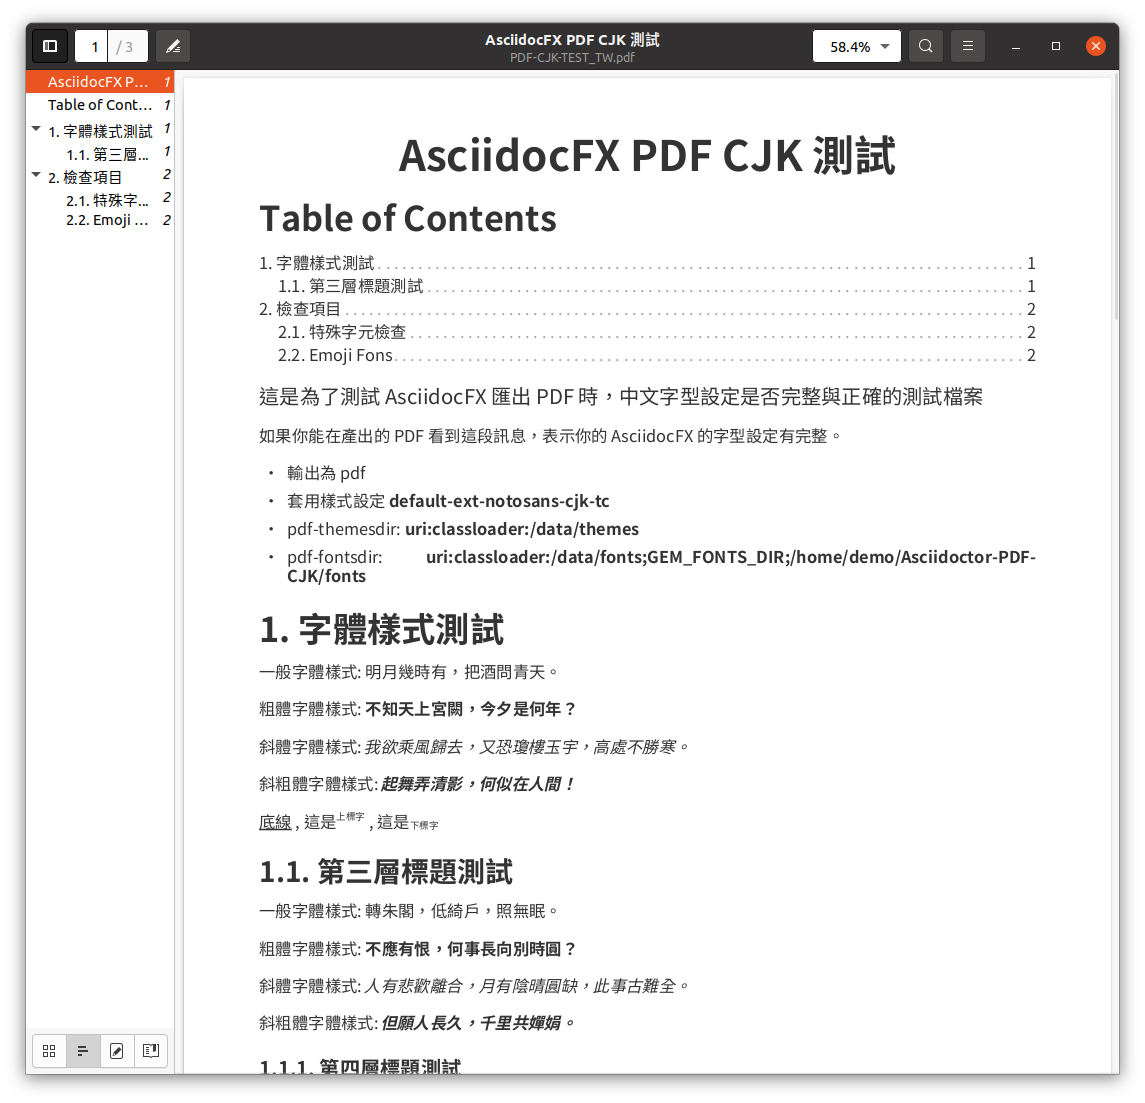 1 / 3
AsciidocFX PDF CJK 測試
PDF-CJK-TEST_TW.pdf
58.4%
AsciidocFX P… 1
Table of Cont… 1
1. 字體樣式測試 1
1.1. 第三層… 1
2. 檢查項目 2
2.1. 特殊字… 2
2.2. Emoji … 2
AsciidocFX PDF CJK 測試
Table of Contents
1. 字體樣式測試 1
1.1. 第三層標題測試 1
2. 檢查項目 2
2.1. 特殊字元檢查 2
2.2. Emoji Fons 2
這是為了測試 AsciidocFX 匯出 PDF 時，中文字型設定是否完整與正確的測試檔案
如果你能在產出的 PDF 看到這段訊息，表示你的 AsciidocFX 的字型設定有完整。
• 輸出為 pdf
• 套用樣式設定 default-ext-notosans-cjk-tc
• pdf-themesdir: uri:classloader:/data/themes
• pdf-fontsdir: uri:classloader:/data/fonts;GEM_FONTS_DIR;/home/demo/Asciidoctor-PDF-
CJK/fonts
1. 字體樣式測試
一般字體樣式: 明月幾時有，把酒問青天。
粗體字體樣式: 不知天上宮闕，今夕是何年？
斜體字體樣式: 我欲乘風歸去，又恐瓊樓玉宇，高處不勝寒。
斜粗體字體樣式: 起舞弄清影，何似在人間！
底線 , 這是上標字 , 這是下標字
1.1. 第三層標題測試
一般字體樣式: 轉朱閣，低綺戶，照無眠。
粗體字體樣式: 不應有恨，何事長向別時圓？
斜體字體樣式: 人有悲歡離合，月有陰晴圓缺，此事古難全。
斜粗體字體樣式: 但願人長久，千里共嬋娟。
1.1.1. 第四層標題測試